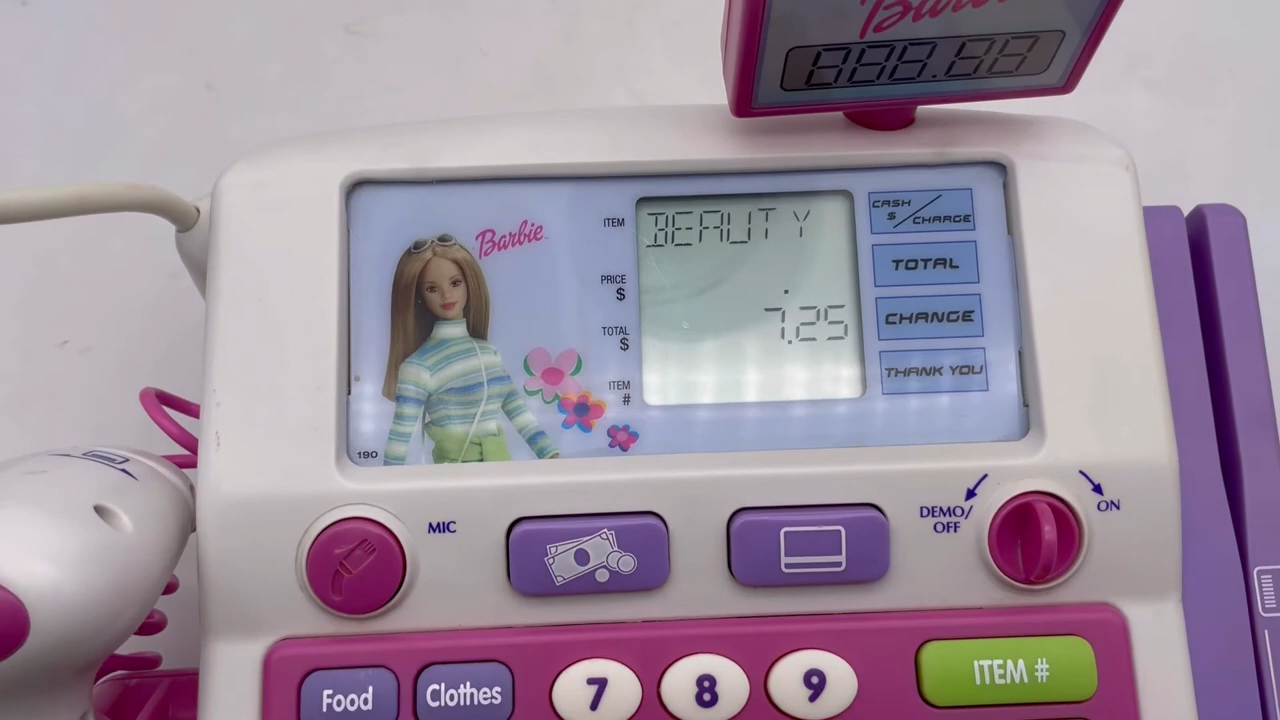 Barbie
888.88
Barbie
ITEM
BEAUTY
PRICE
$
7.25
TOTAL
$
ITEM
#
190
CASH
$
CHARGE
TOTAL
CHANGE
THANK YOU
MIC
DEMO/
OFF
ON
Food
Clothes
7
8
9
ITEM #